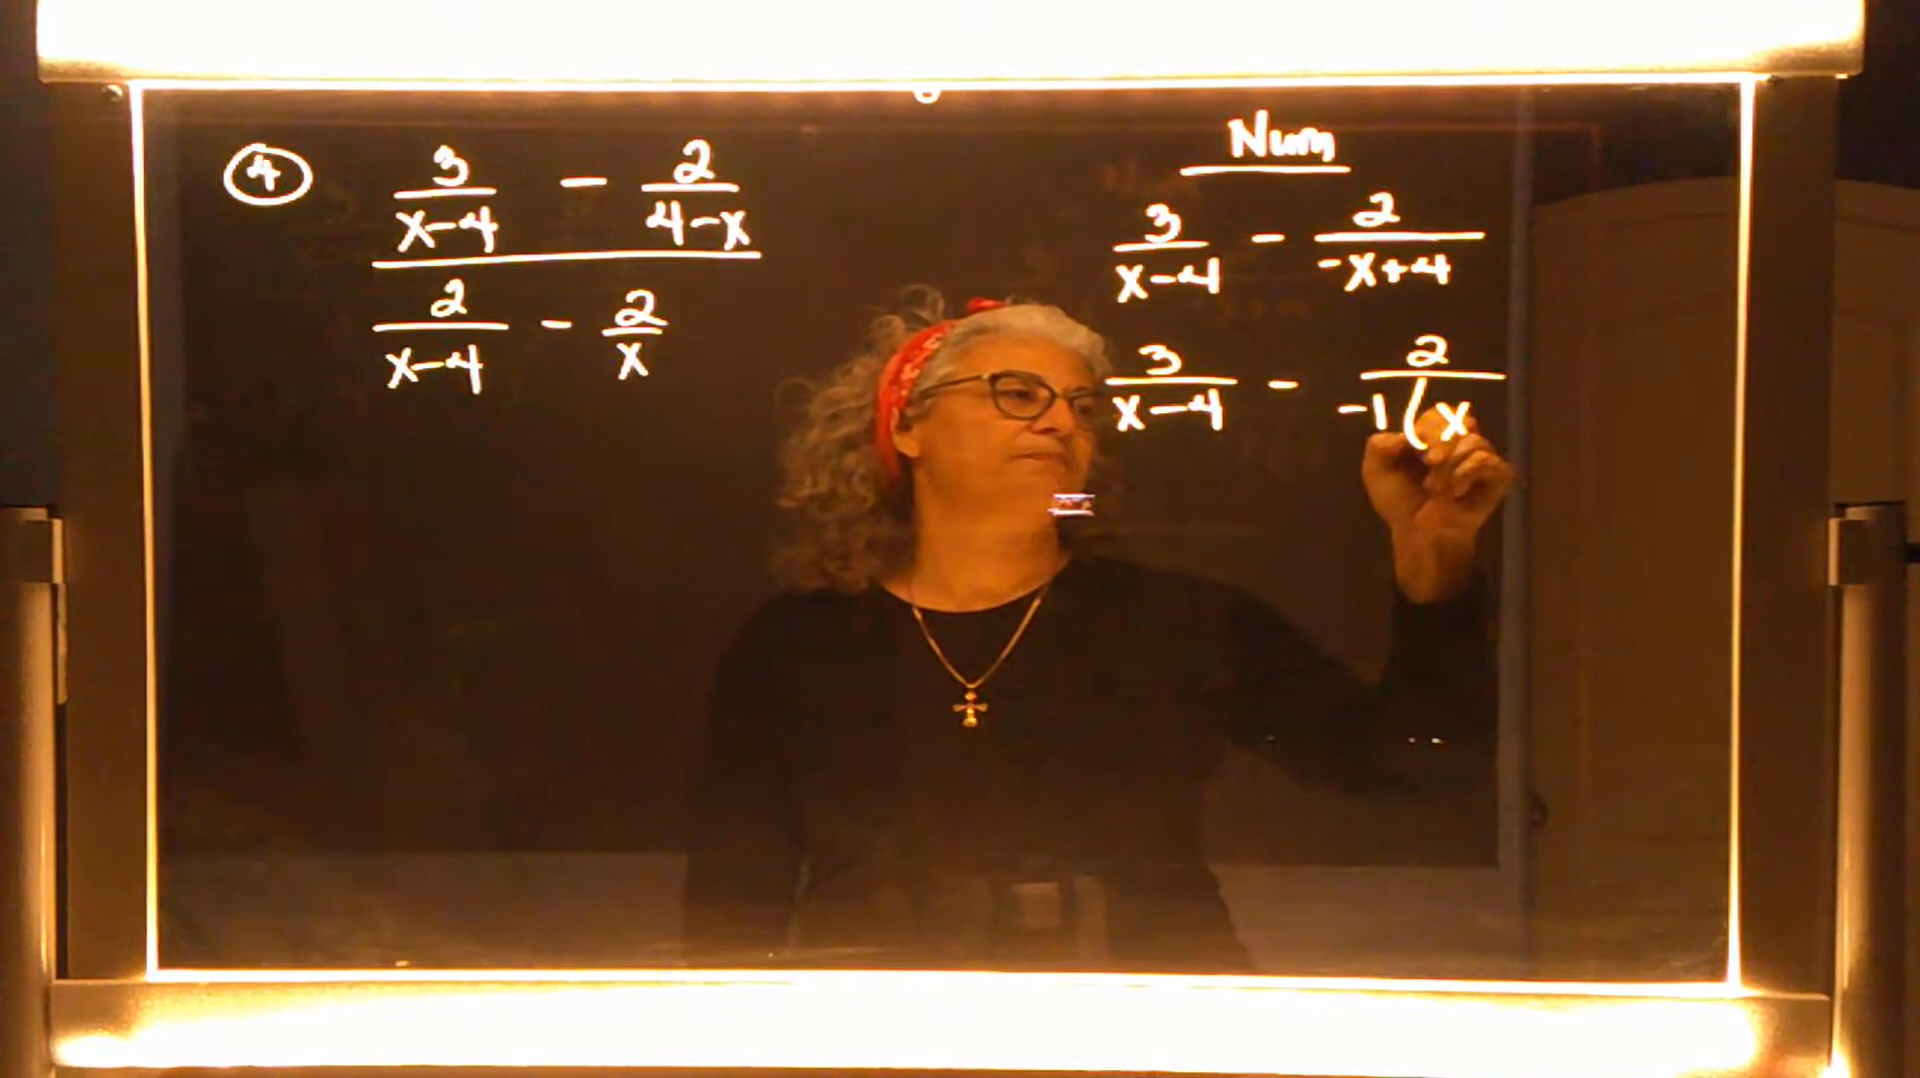 ④ 3/(x-4) - 2/(4-x)
2/(x-4) - 2/x
Num
3/(x-4) - 2/(-x+4)
3/(x-4) - 2/(-1(x